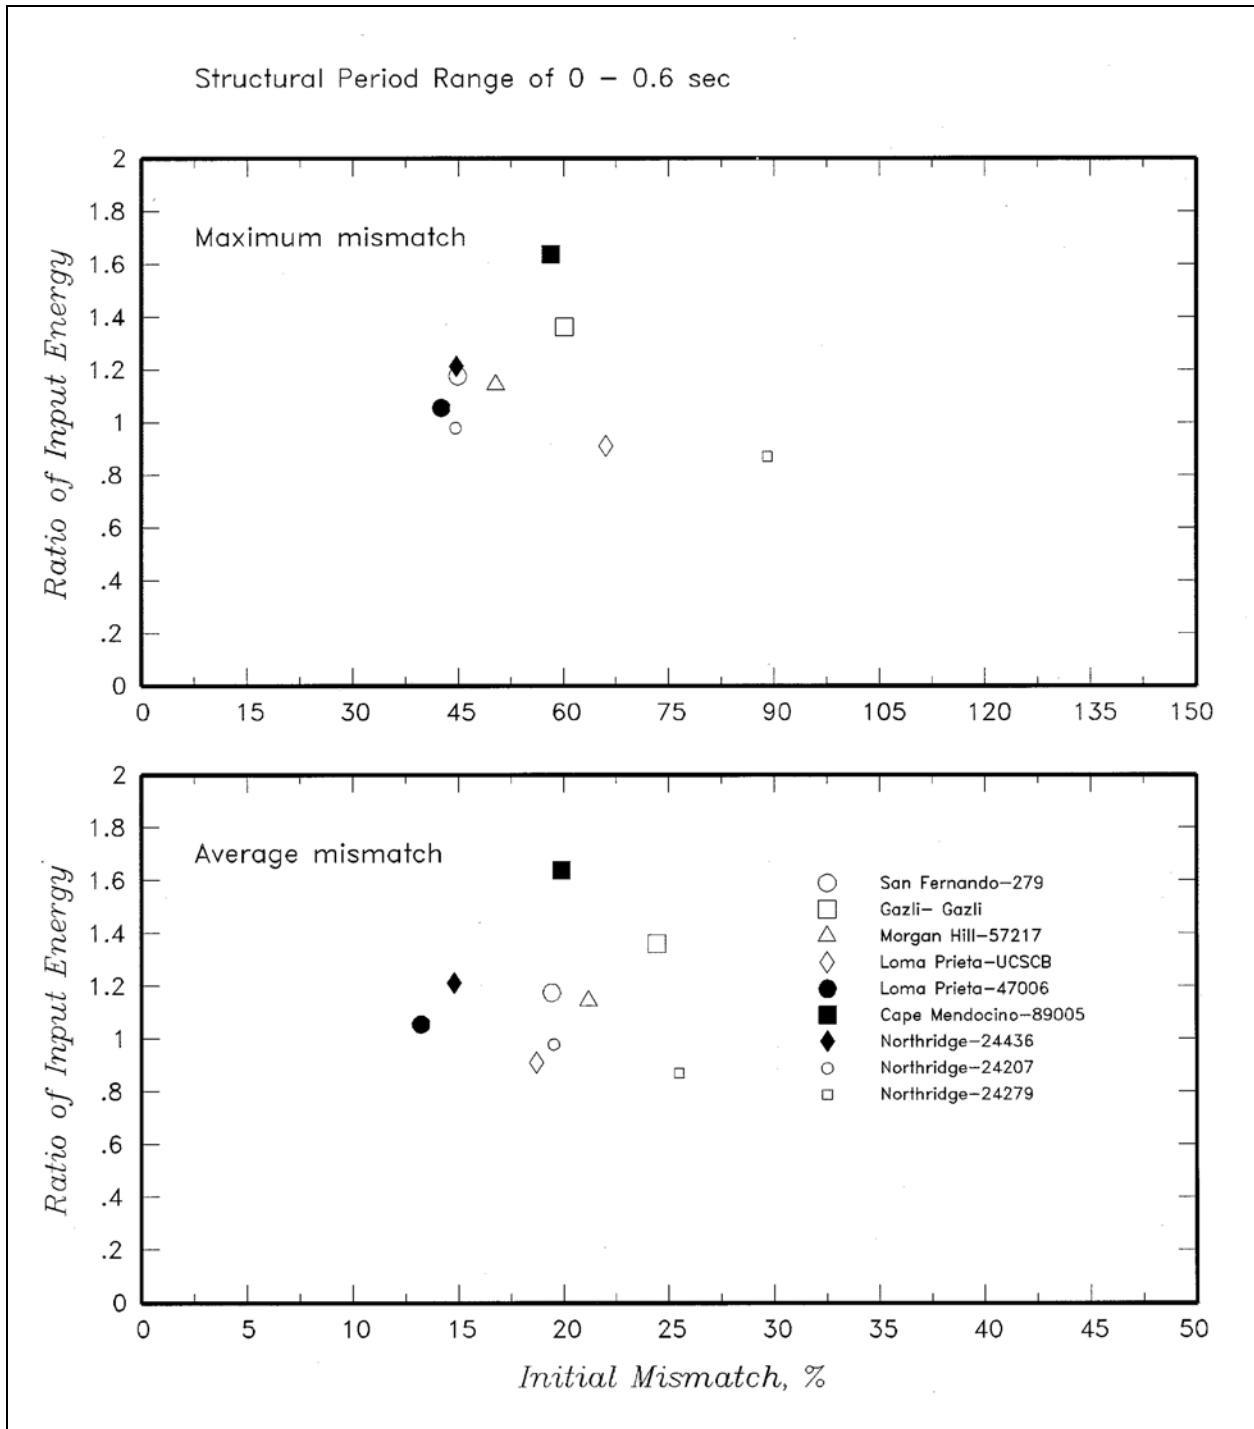 Structural Period Range of 0 – 0.6 sec
Maximum mismatch
Ratio of Input Energy
2
1.8
1.6
1.4
1.2
1
.8
.6
.4
.2
0
0 15 30 45 60 75 90 105 120 135 150
Average mismatch
Ratio of Input Energy
2
1.8
1.6
1.4
1.2
1
.8
.6
.4
.2
0
San Fernando–279
Gazli– Gazli
Morgan Hill–57217
Loma Prieta–UCSCB
Loma Prieta–47006
Cape Mendocino–89005
Northridge–24436
Northridge–24207
Northridge–24279
0 5 10 15 20 25 30 35 40 45 50
Initial Mismatch, %